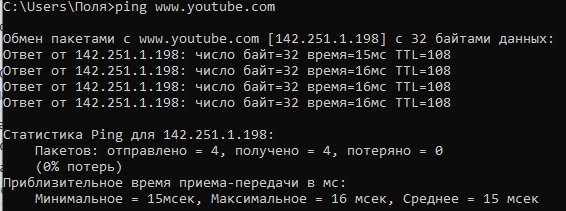 C:\Users\Поля>ping www.youtube.com
Обмен пакетами с www.youtube.com [142.251.1.198] с 32 байтами данных:
Ответ от 142.251.1.198: число байт=32 время=15мс TTL=108
Ответ от 142.251.1.198: число байт=32 время=16мс TTL=108
Ответ от 142.251.1.198: число байт=32 время=16мс TTL=108
Ответ от 142.251.1.198: число байт=32 время=16мс TTL=108
Статистика Ping для 142.251.1.198:
Пакетов: отправлено = 4, получено = 4, потеряно = 0
(0% потерь)
Приблизительное время приема-передачи в мс:
Минимальное = 15мсек, Максимальное = 16 мсек, Среднее = 15 мсек